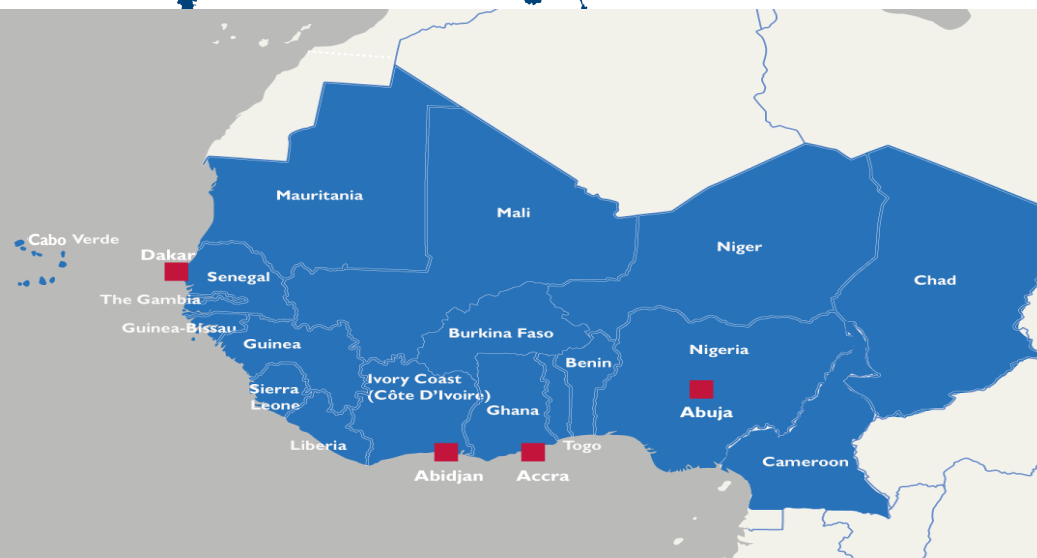 Mauritania
Mali
Cabo Verde
Niger
Dakar
Senegal
Chad
The Gambia
Guinea-Bissau
Burkina Faso
Guinea
Nigeria
Benin
Ivory Coast
(Côte D'Ivoire)
Sierra
Leone
Ghana
Abuja
Liberia
Togo
Cameroon
Abidjan
Accra